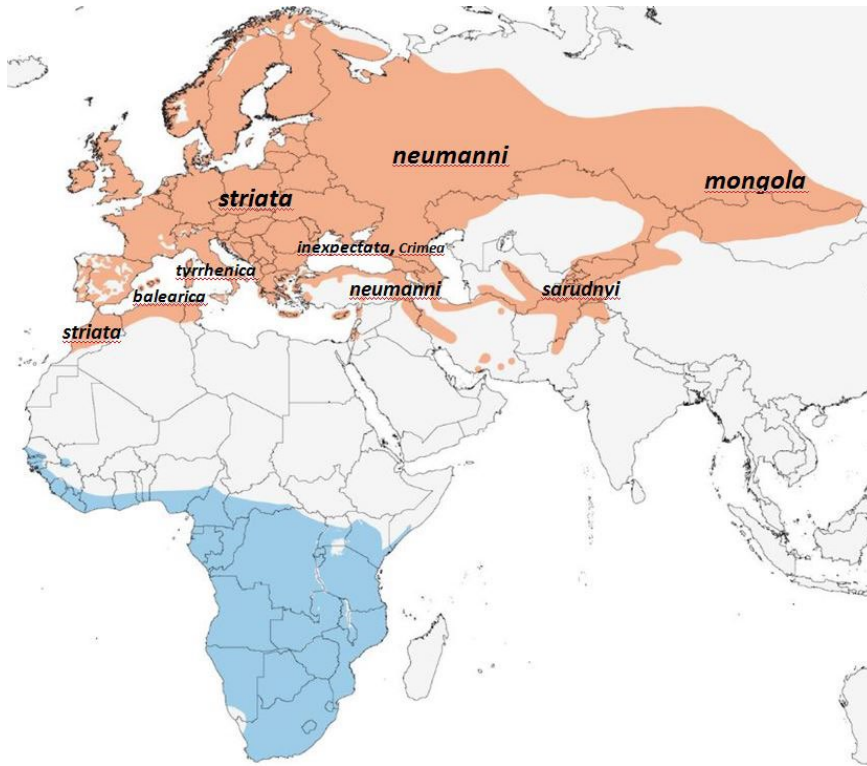 neumanni
mongola
striata
inexpectata, Crimea
tyrrhenica
neumanni
sarudnyi
balearica
striata